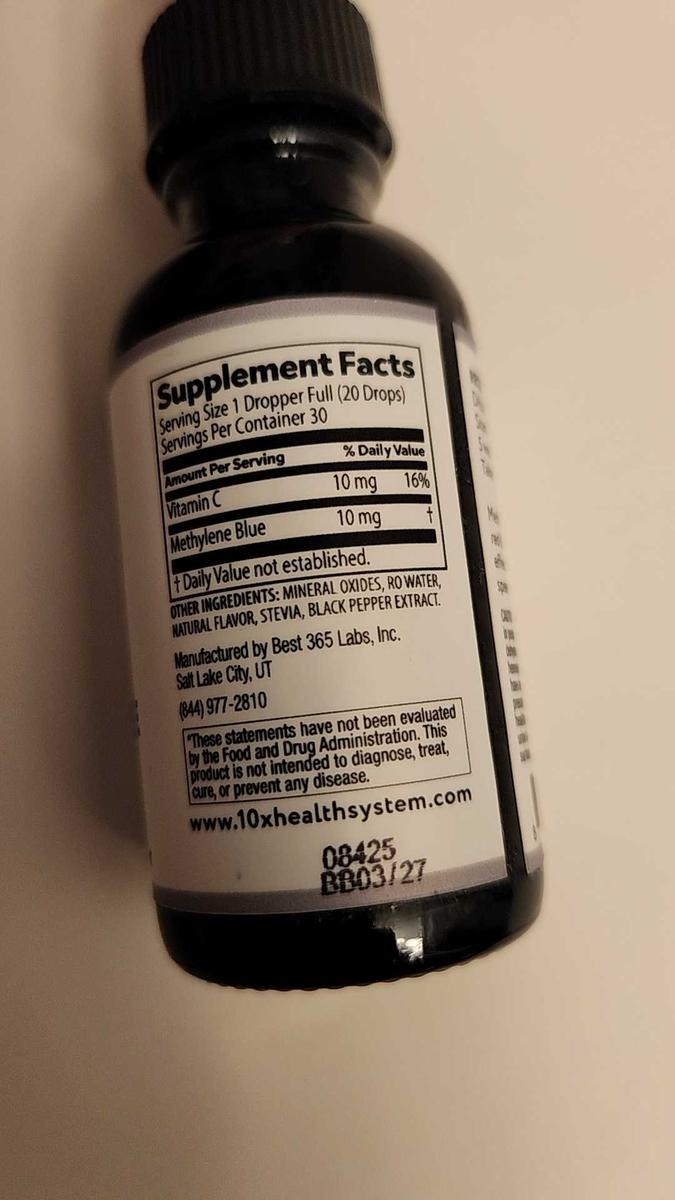 Supplement Facts
Serving Size 1 Dropper Full (20 Drops)
Servings Per Container 30
Amount Per Serving % Daily Value
Vitamin C 10 mg 16%
Methylene Blue 10 mg †
† Daily Value not established.
OTHER INGREDIENTS: MINERAL OXIDES, RO WATER,
NATURAL FLAVOR, STEVIA, BLACK PEPPER EXTRACT.
Manufactured by Best 365 Labs, Inc.
Salt Lake City, UT
(844) 977-2810
*These statements have not been evaluated
by the Food and Drug Administration. This
product is not intended to diagnose, treat,
cure, or prevent any disease.
www.10xhealthsystem.com
08425
BB03/27